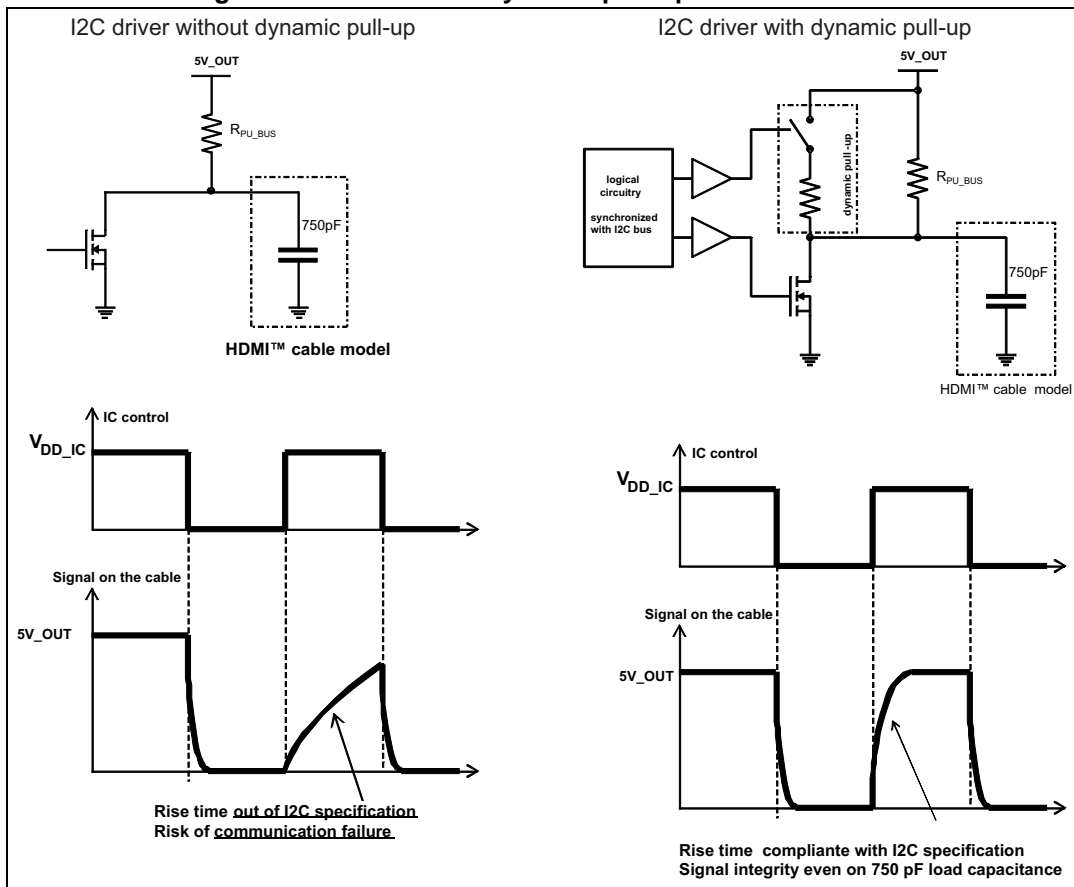 I2C driver without dynamic pull-up
5V_OUT
RPU_BUS
750pF
HDMI™ cable model
IC control
VDD_IC
Signal on the cable
5V_OUT
Rise time out of I2C specification
Risk of communication failure
I2C driver with dynamic pull-up
5V_OUT
logical
circuitry
synchronized
with I2C bus
dynamic pull -up
RPU_BUS
750pF
HDMI™ cable model
IC control
VDD_IC
Signal on the cable
5V_OUT
Rise time compliante with I2C specification
Signal integrity even on 750 pF load capacitance